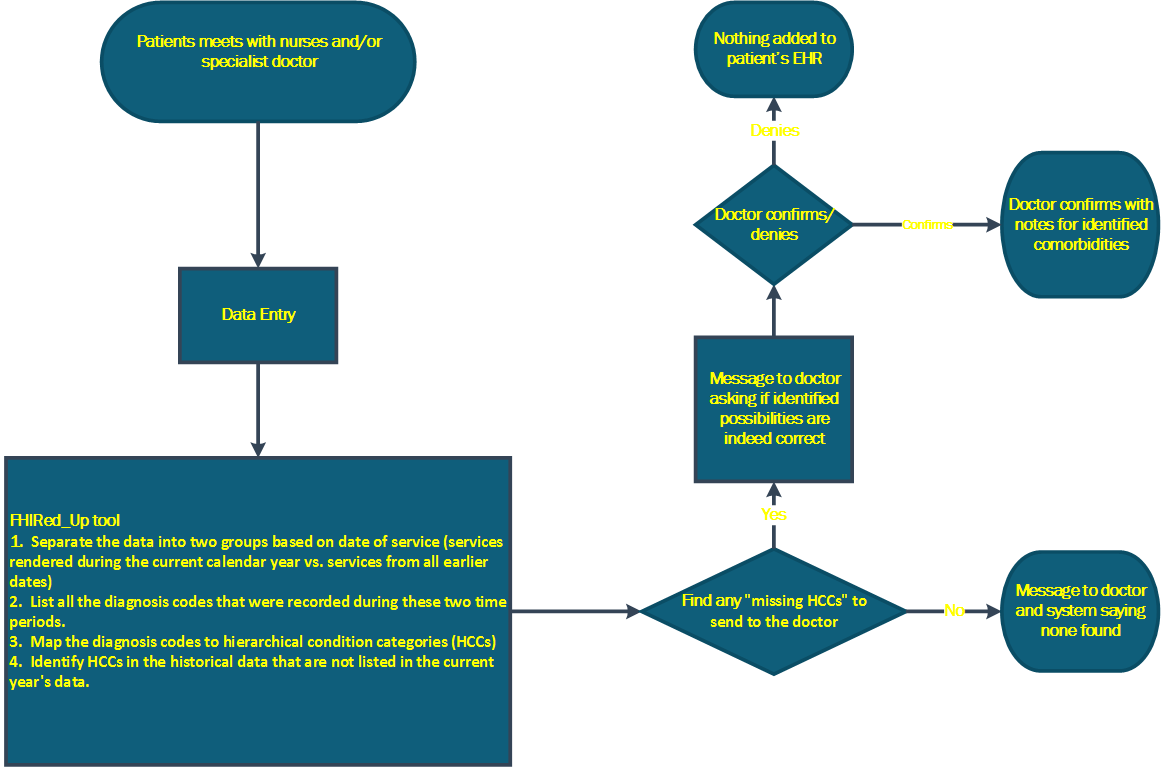 Patients meets with nurses and/or
specialist doctor
Data Entry
FHIRed_Up tool
1. Separate the data into two groups based on date of service (services
rendered during the current calendar year vs. services from all earlier
dates)
2. List all the diagnosis codes that were recorded during these two time
periods.
3. Map the diagnosis codes to hierarchical condition categories (HCCs)
4. Identify HCCs in the historical data that are not listed in the current
year's data.
Find any "missing HCCs" to
send to the doctor
No
Message to doctor
and system saying
none found
Yes
Message to doctor
asking if identified
possibilities are
indeed correct
Doctor confirms/
denies
Confirms
Doctor confirms with
notes for identified
comorbidities
Denies
Nothing added to
patient's EHR